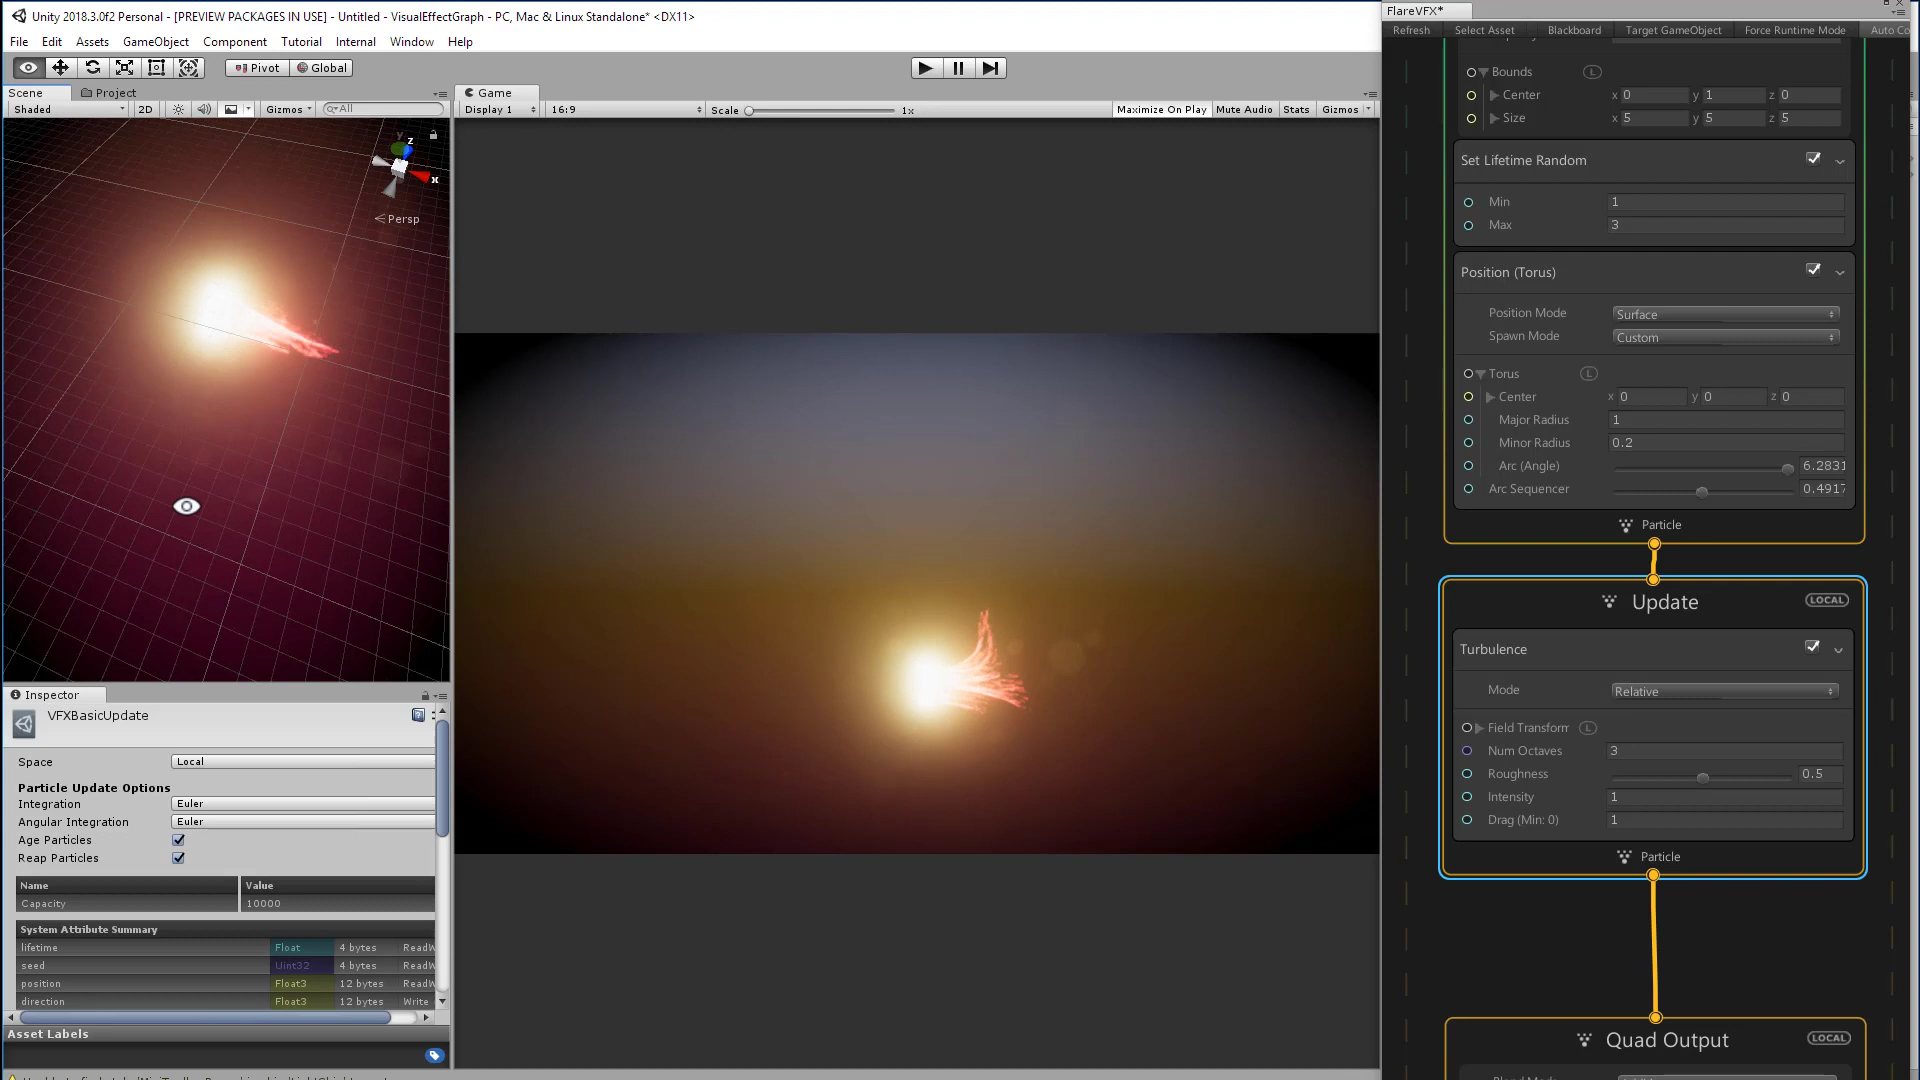 Unity 2018.3.0f2 Personal - [PREVIEW PACKAGES IN USE] - Untitled - VisualEffectGraph - PC, Mac & Linux Standalone* <DX11>
File Edit Assets GameObject Component Tutorial Internal Window Help
Pivot Global
Scene Project
Shaded 2D Gizmos All
y z x
Persp
Game
Display 1 16:9 Scale 1x Maximize On Play Mute Audio Stats Gizmos
Inspector
VFXBasicUpdate
Space Local
Particle Update Options
Integration Euler
Angular Integration Euler
Age Particles
Reap Particles
Name Value
Capacity 10000
System Attribute Summary
lifetime Float 4 bytes ReadW
seed Uint32 4 bytes ReadW
position Float3 12 bytes ReadW
direction Float3 12 bytes Write
Asset Labels
FlareVFX*
Refresh Select Asset Blackboard Target GameObject Force Runtime Mode Auto Co
Bounds L
Center x 0 y 1 z 0
Size x 5 y 5 z 5
Set Lifetime Random
Min 1
Max 3
Position (Torus)
Position Mode Surface
Spawn Mode Custom
Torus L
Center x 0 y 0 z 0
Major Radius 1
Minor Radius 0.2
Arc (Angle) 6.2831
Arc Sequencer 0.4917
Particle
Update LOCAL
Turbulence
Mode Relative
Field Transform L
Num Octaves 3
Roughness 0.5
Intensity 1
Drag (Min: 0) 1
Particle
Quad Output LOCAL